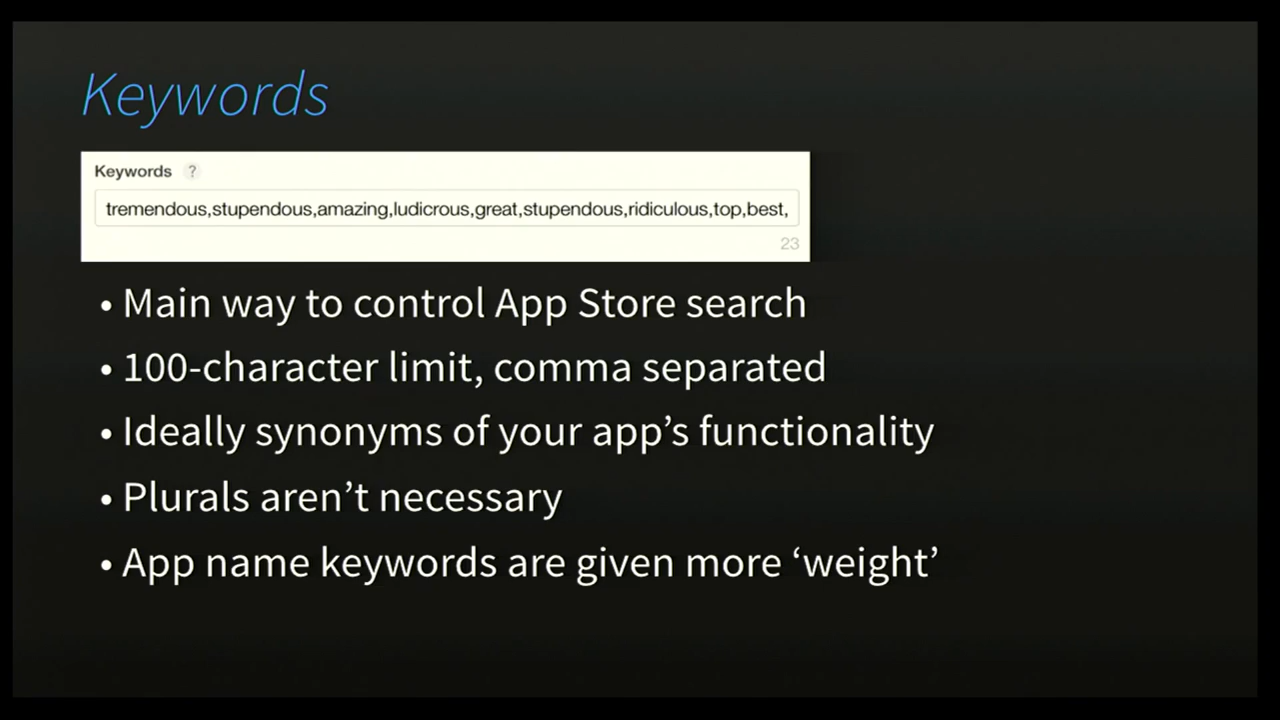 Keywords
Keywords ?
tremendous,stupendous,amazing,ludicrous,great,stupendous,ridiculous,top,best,
23
• Main way to control App Store search
• 100-character limit, comma separated
• Ideally synonyms of your app’s functionality
• Plurals aren’t necessary
• App name keywords are given more ‘weight’